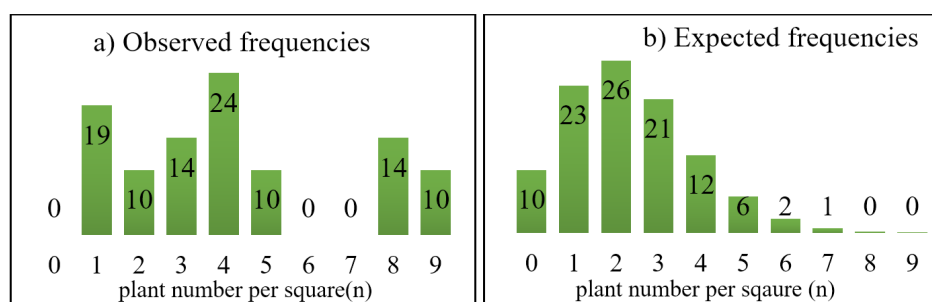 a) Observed frequencies
19 10 14 24 10 14 10
0 0 0
0 1 2 3 4 5 6 7 8 9
plant number per square(n)
b) Expected frequencies
10 23 26 21 12 6 2 1 0 0
0 1 2 3 4 5 6 7 8 9
plant number per sqaure (n)